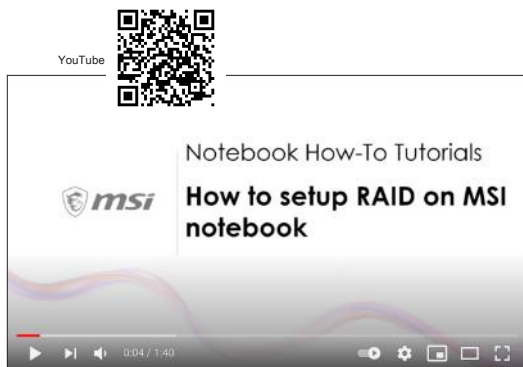 YouTube
Notebook How-To Tutorials
msi
How to setup RAID on MSI
notebook
0:04 / 1:40